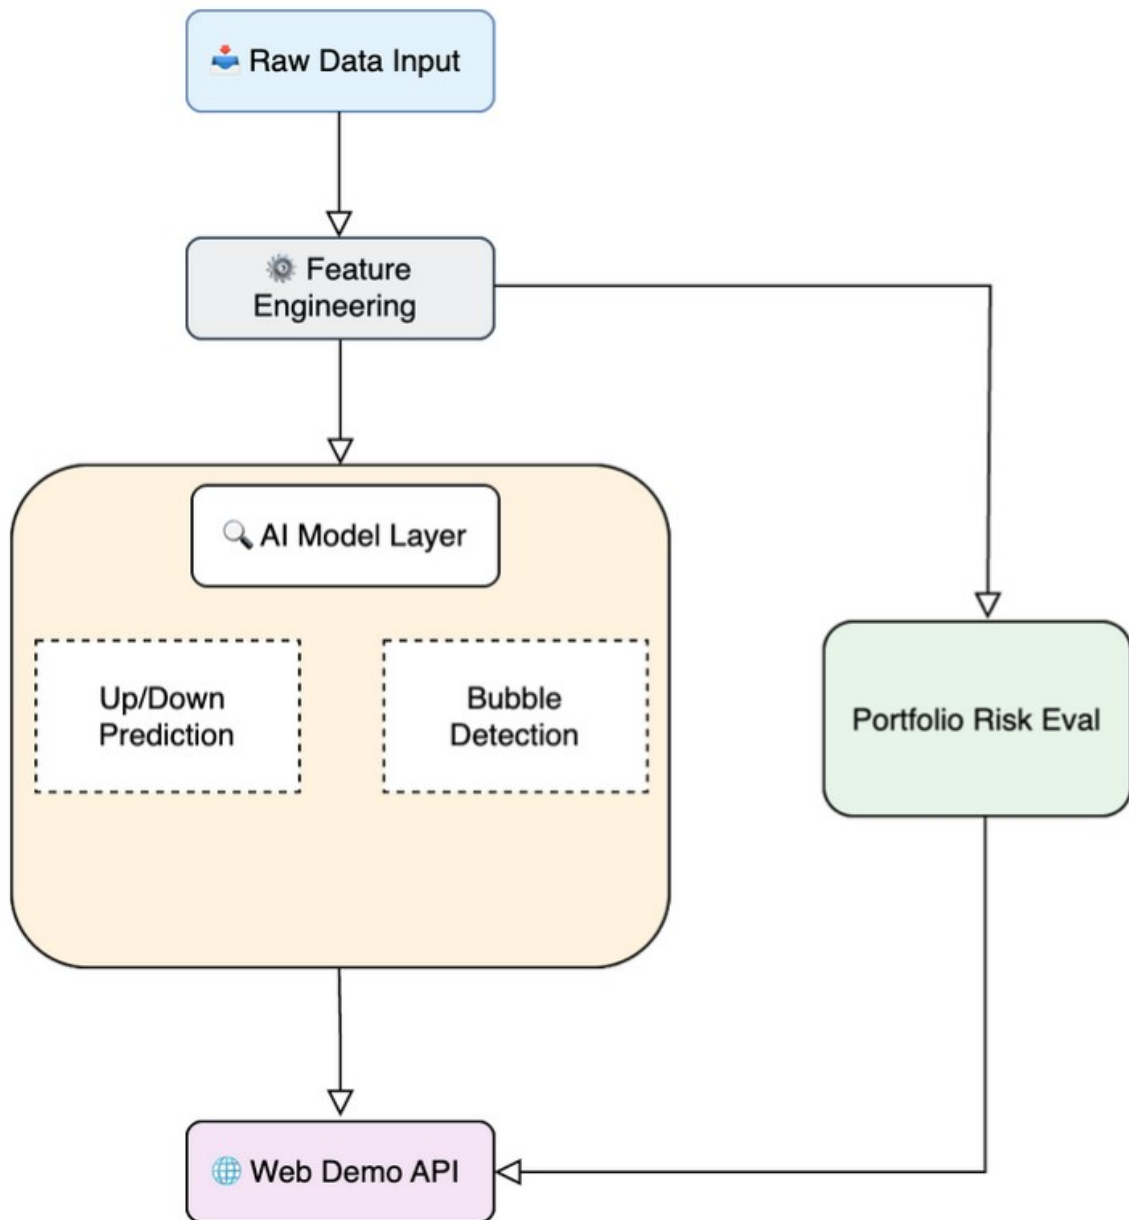 📥 Raw Data Input
⚙️ Feature
Engineering
🔍 AI Model Layer
Up/Down
Prediction
Bubble
Detection
Portfolio Risk Eval
🌐 Web Demo API